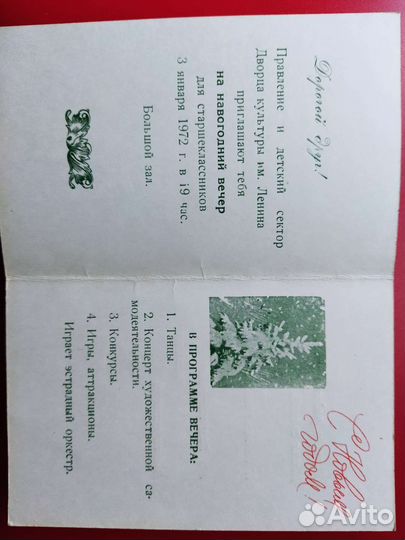 Дорогой друг!
Правление и детский сектор
Дворца культуры им. Ленина
приглашают тебя
на навогодний вечер
для старшеклассников
3 января 1972 г. в 19 час.
Большой зал.
С Новым
годом!
В ПРОГРАММЕ ВЕЧЕРА:
1. Танцы.
2. Концерт художественной са-
модеятельности.
3. Конкурсы.
4. Игры, аттракционы.
Играет эстрадный оркестр.
Avito